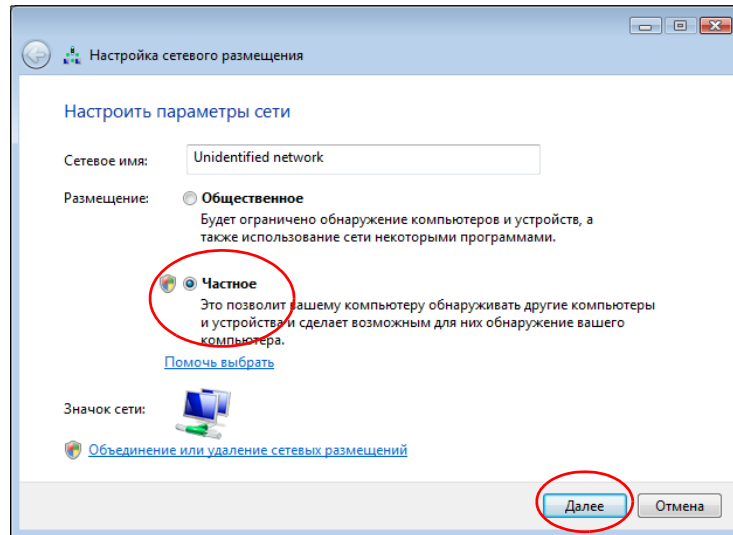 Настройка сетевого размещения
Настроить параметры сети
Сетевое имя: Unidentified network
Размещение: Общественное
Будет ограничено обнаружение компьютеров и устройств, а
также использование сети некоторыми программами.
Частное
Это позволит вашему компьютеру обнаруживать другие компьютеры
и устройства и сделает возможным для них обнаружение вашего
компьютера.
Помочь выбрать
Значок сети:
Объединение или удаление сетевых размещений
Далее Отмена